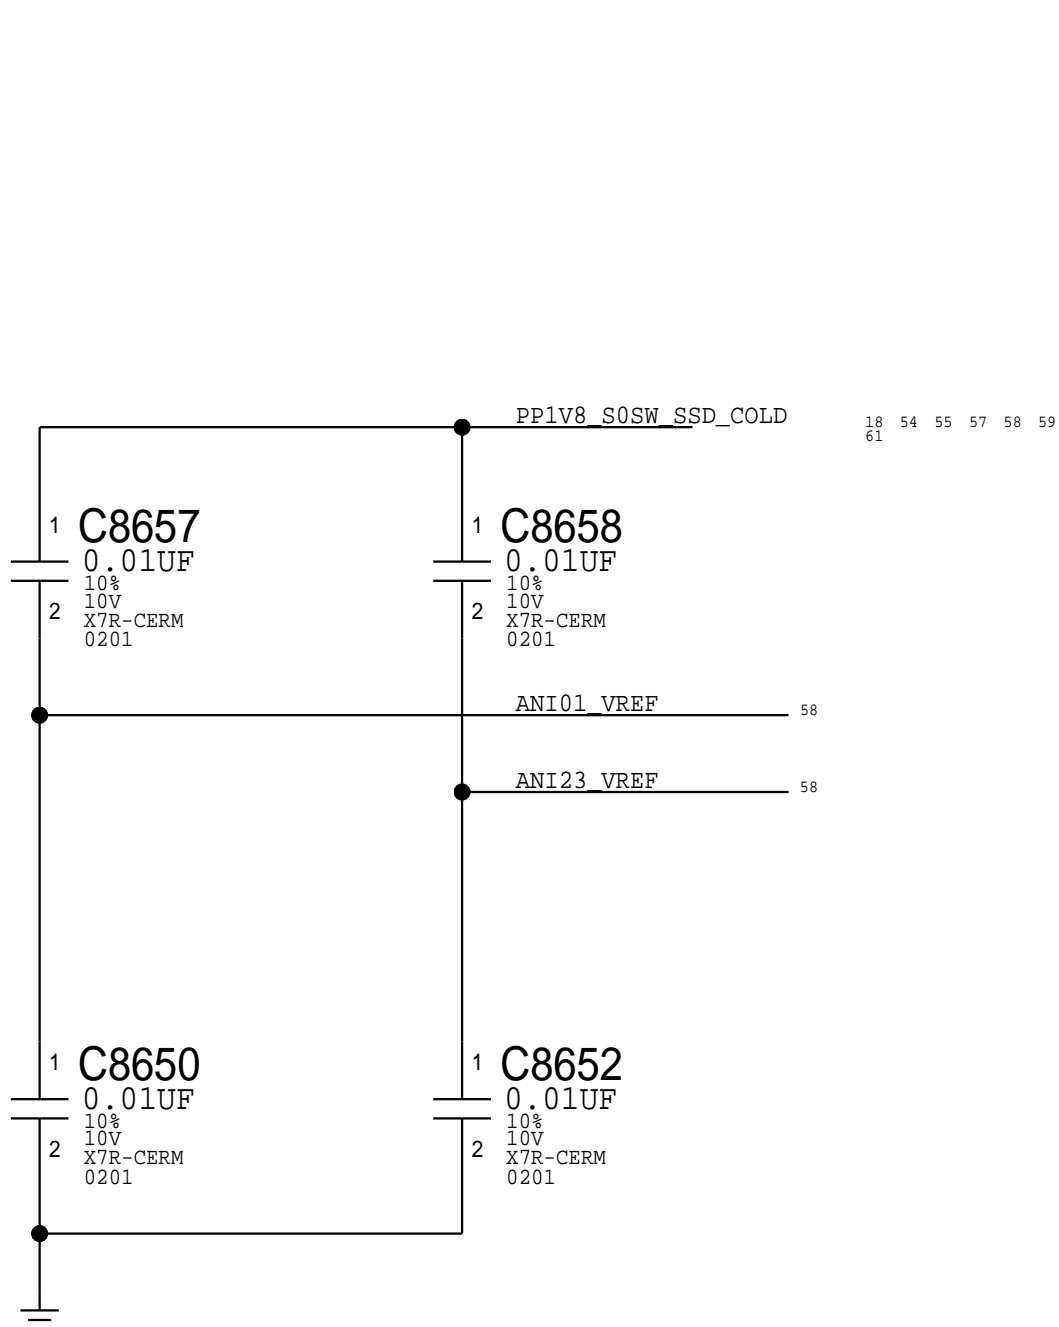 PP1V8_S0SW_SSD_COLD
18 54 55 57 58 59
61
1 C8657
0.01UF
10%
10V
2
X7R-CERM
0201
1 C8658
0.01UF
10%
10V
2
X7R-CERM
0201
ANI01_VREF 58
ANI23_VREF 58
1 C8650
0.01UF
10%
10V
2
X7R-CERM
0201
1 C8652
0.01UF
10%
10V
2
X7R-CERM
0201